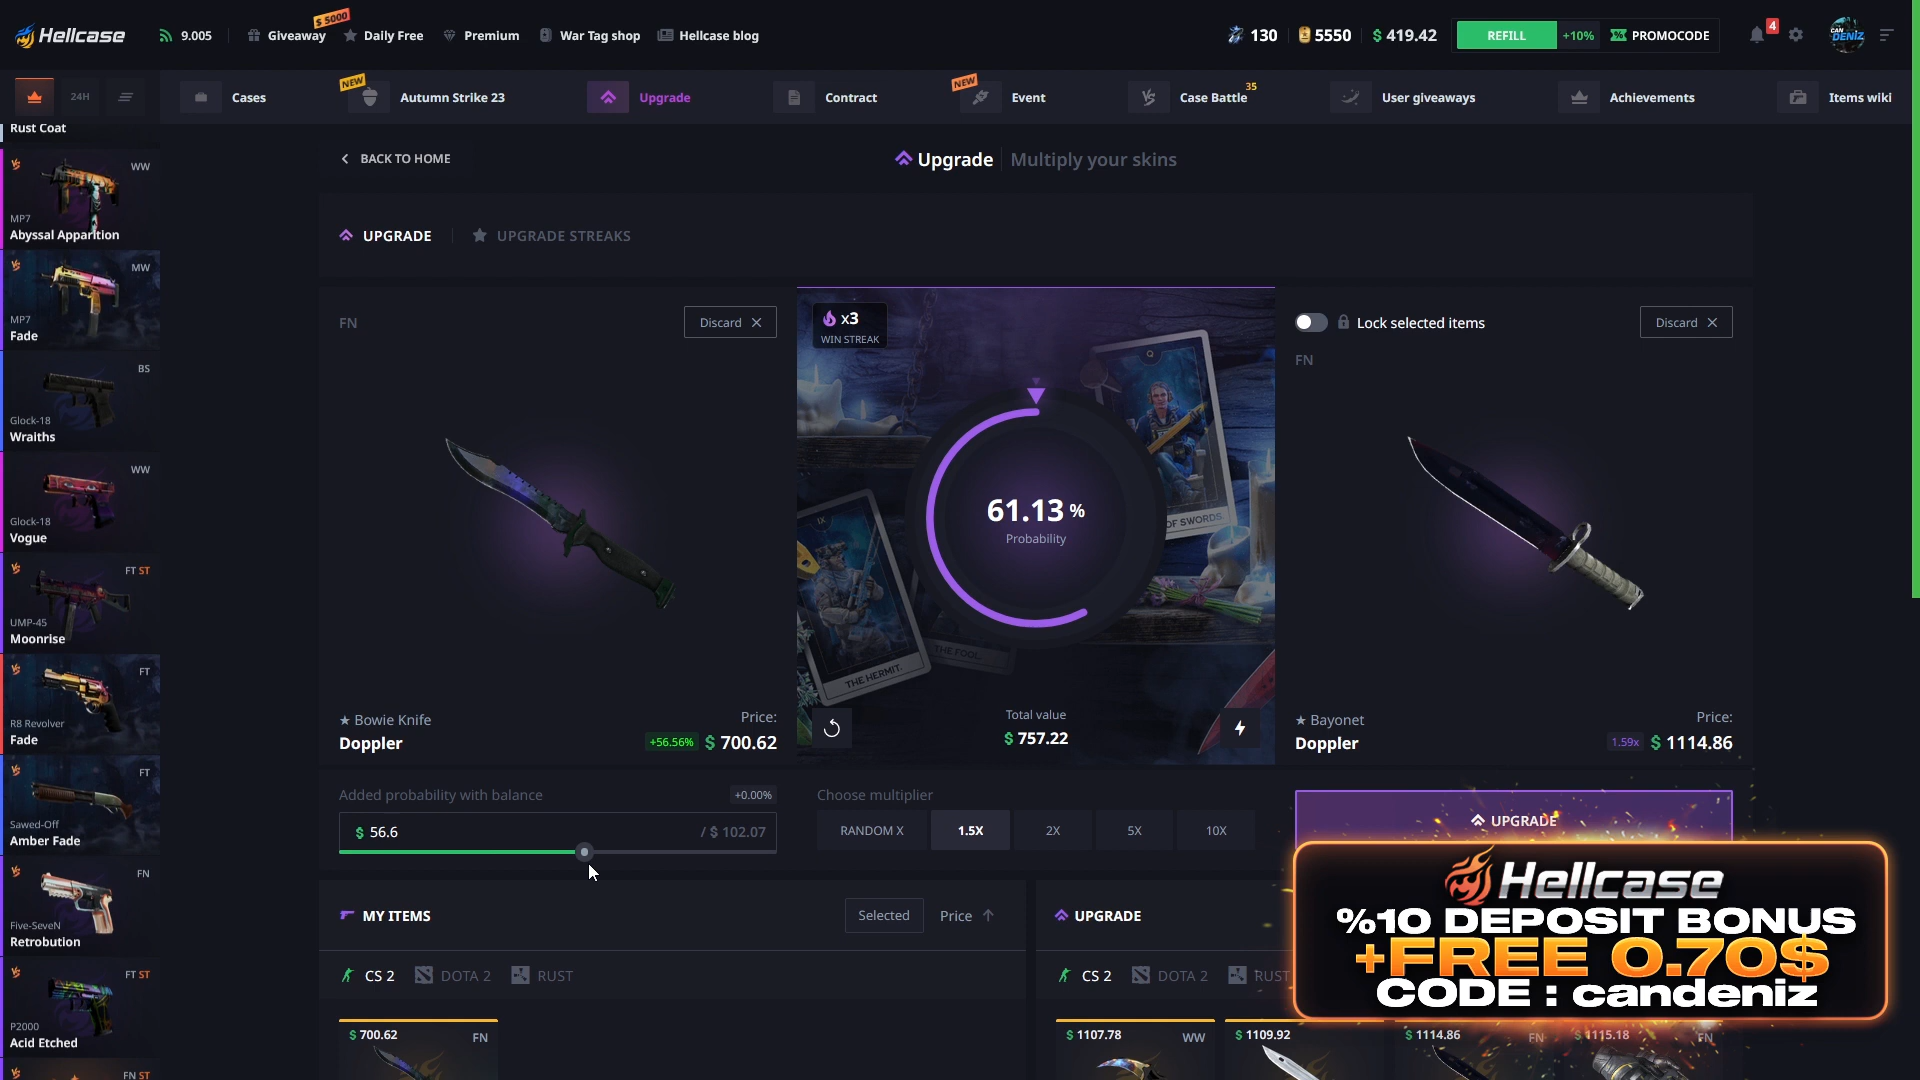 Hellcase
9.005
$ 5000
Giveaway
Daily Free
Premium
War Tag shop
Hellcase blog
130
5550
$ 419.42
REFILL
+10%
PROMOCODE
4
CAN DENİZ
24H
Cases
NEW
Autumn Strike 23
Upgrade
Contract
NEW
Event
Case Battle
35
User giveaways
Achievements
Items wiki
Rust Coat
WW
MP7
Abyssal Apparition
MW
MP7
Fade
BS
Glock-18
Wraiths
WW
Glock-18
Vogue
FT ST
UMP-45
Moonrise
FT
R8 Revolver
Fade
FT
Sawed-Off
Amber Fade
FN
Five-SeveN
Retrobution
FT ST
P2000
Acid Etched
FN ST
BACK TO HOME
Upgrade
Multiply your skins
UPGRADE
UPGRADE STREAKS
FN
Discard
x3
WIN STREAK
OF SWORDS.
IX
THE HERMIT.
THE FOOL.
61.13 %
Probability
Total value
$ 757.22
Lock selected items
Discard
FN
★ Bowie Knife
Doppler
Price:
+56.56%
$ 700.62
★ Bayonet
Doppler
Price:
1.59x
$ 1114.86
Added probability with balance
+0.00%
$ 56.6
/ $ 102.07
Choose multiplier
RANDOM X
1.5X
2X
5X
10X
UPGRADE
MY ITEMS
Selected
Price
UPGRADE
CS 2
DOTA 2
RUST
CS 2
DOTA 2
RUST
$ 700.62
FN
$ 1107.78
WW
$ 1109.92
$ 1114.86
FN
$ 1115.18
FN
Hellcase
%10 DEPOSIT BONUS
+FREE 0.70$
CODE : candeniz